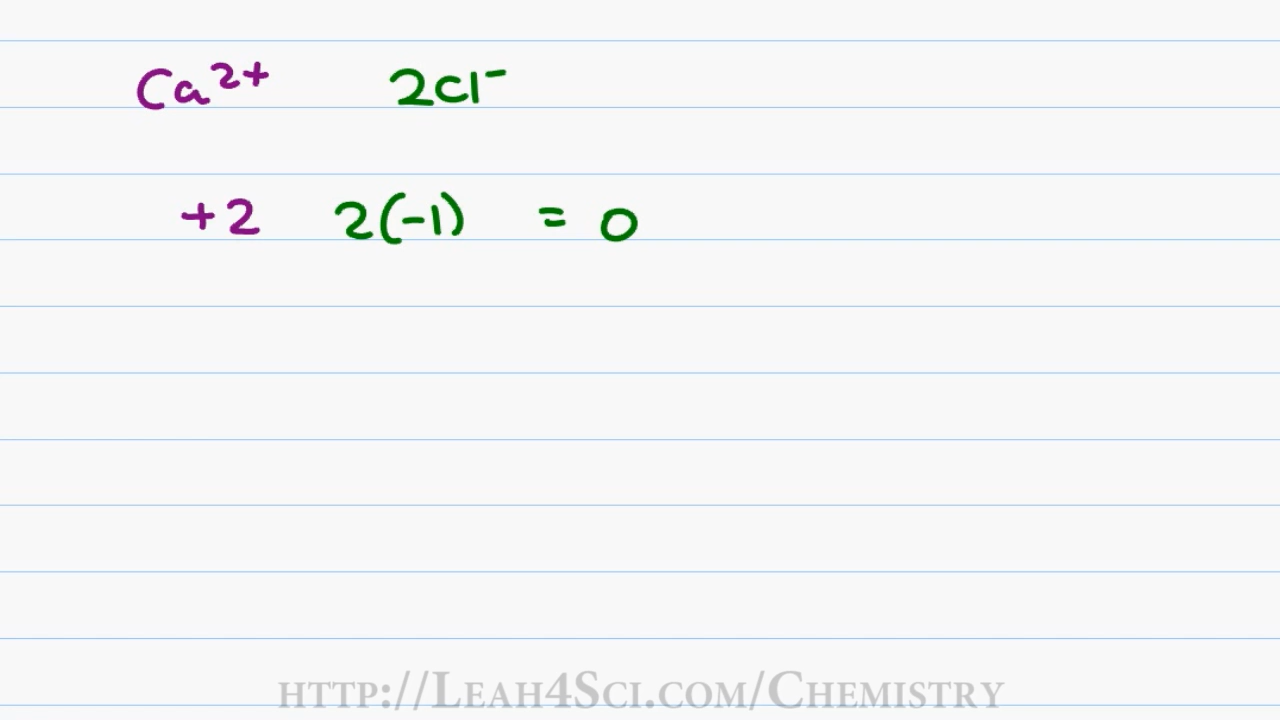 Ca²⁺ 2Cl⁻
+2 2(-1) = 0
HTTP://LEAH4SCI.COM/CHEMISTRY